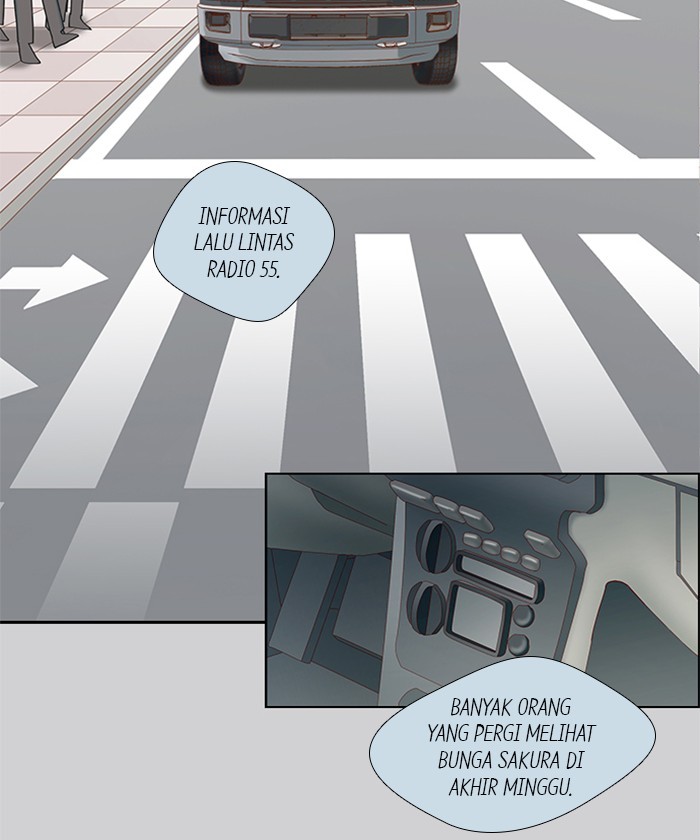 INFORMASI
LALU LINTAS
RADIO 55.
BANYAK ORANG
YANG PERGI MELIHAT
BUNGA SAKURA DI
AKHIR MINGGU.